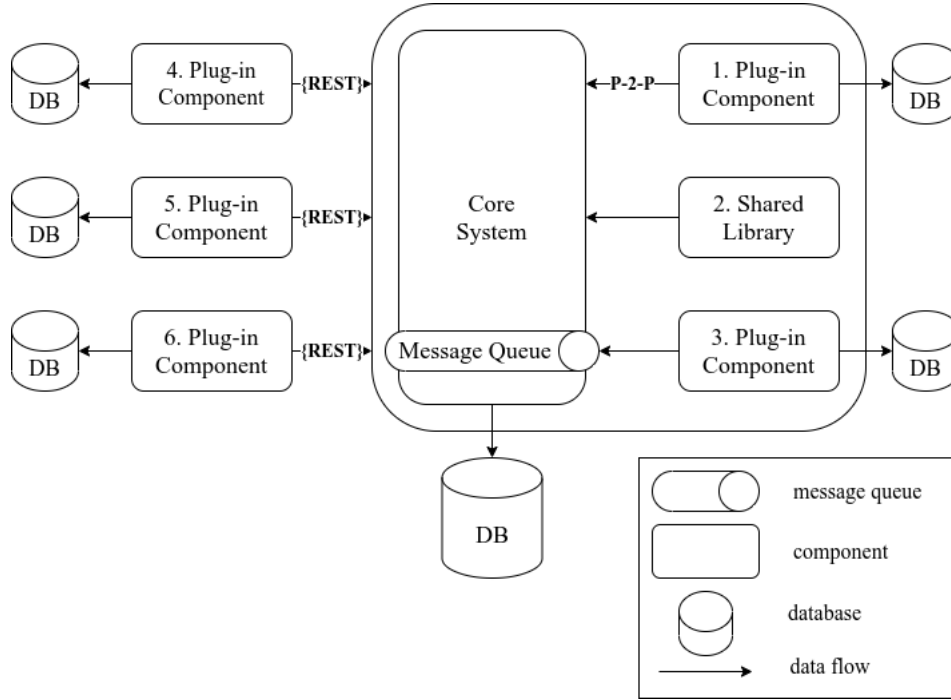 4. Plug-in
Component
{REST}
DB
5. Plug-in
Component
{REST}
DB
6. Plug-in
Component
{REST}
DB
Core
System
Message Queue
DB
P-2-P
1. Plug-in
Component
DB
2. Shared
Library
3. Plug-in
Component
DB
message queue
component
database
data flow